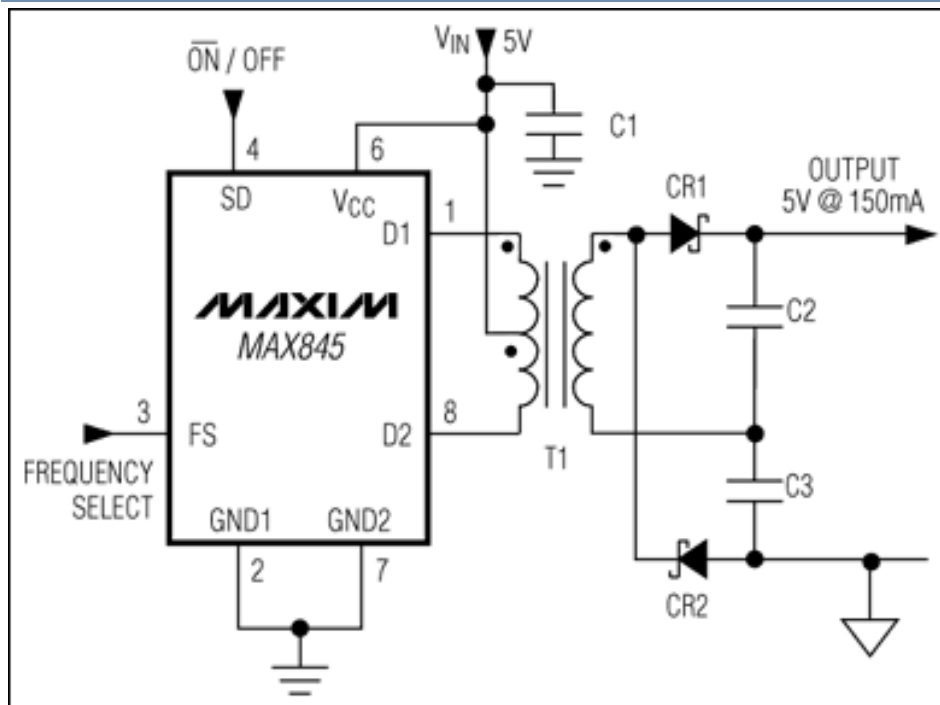 VIN 5V
O̅N̅ / OFF
C1
4
6
OUTPUT
5V @ 150mA
SD
VCC
CR1
1
D1
MAXIM
MAX845
C2
3
8
FS
D2
T1
FREQUENCY
SELECT
C3
GND1
GND2
2
7
CR2